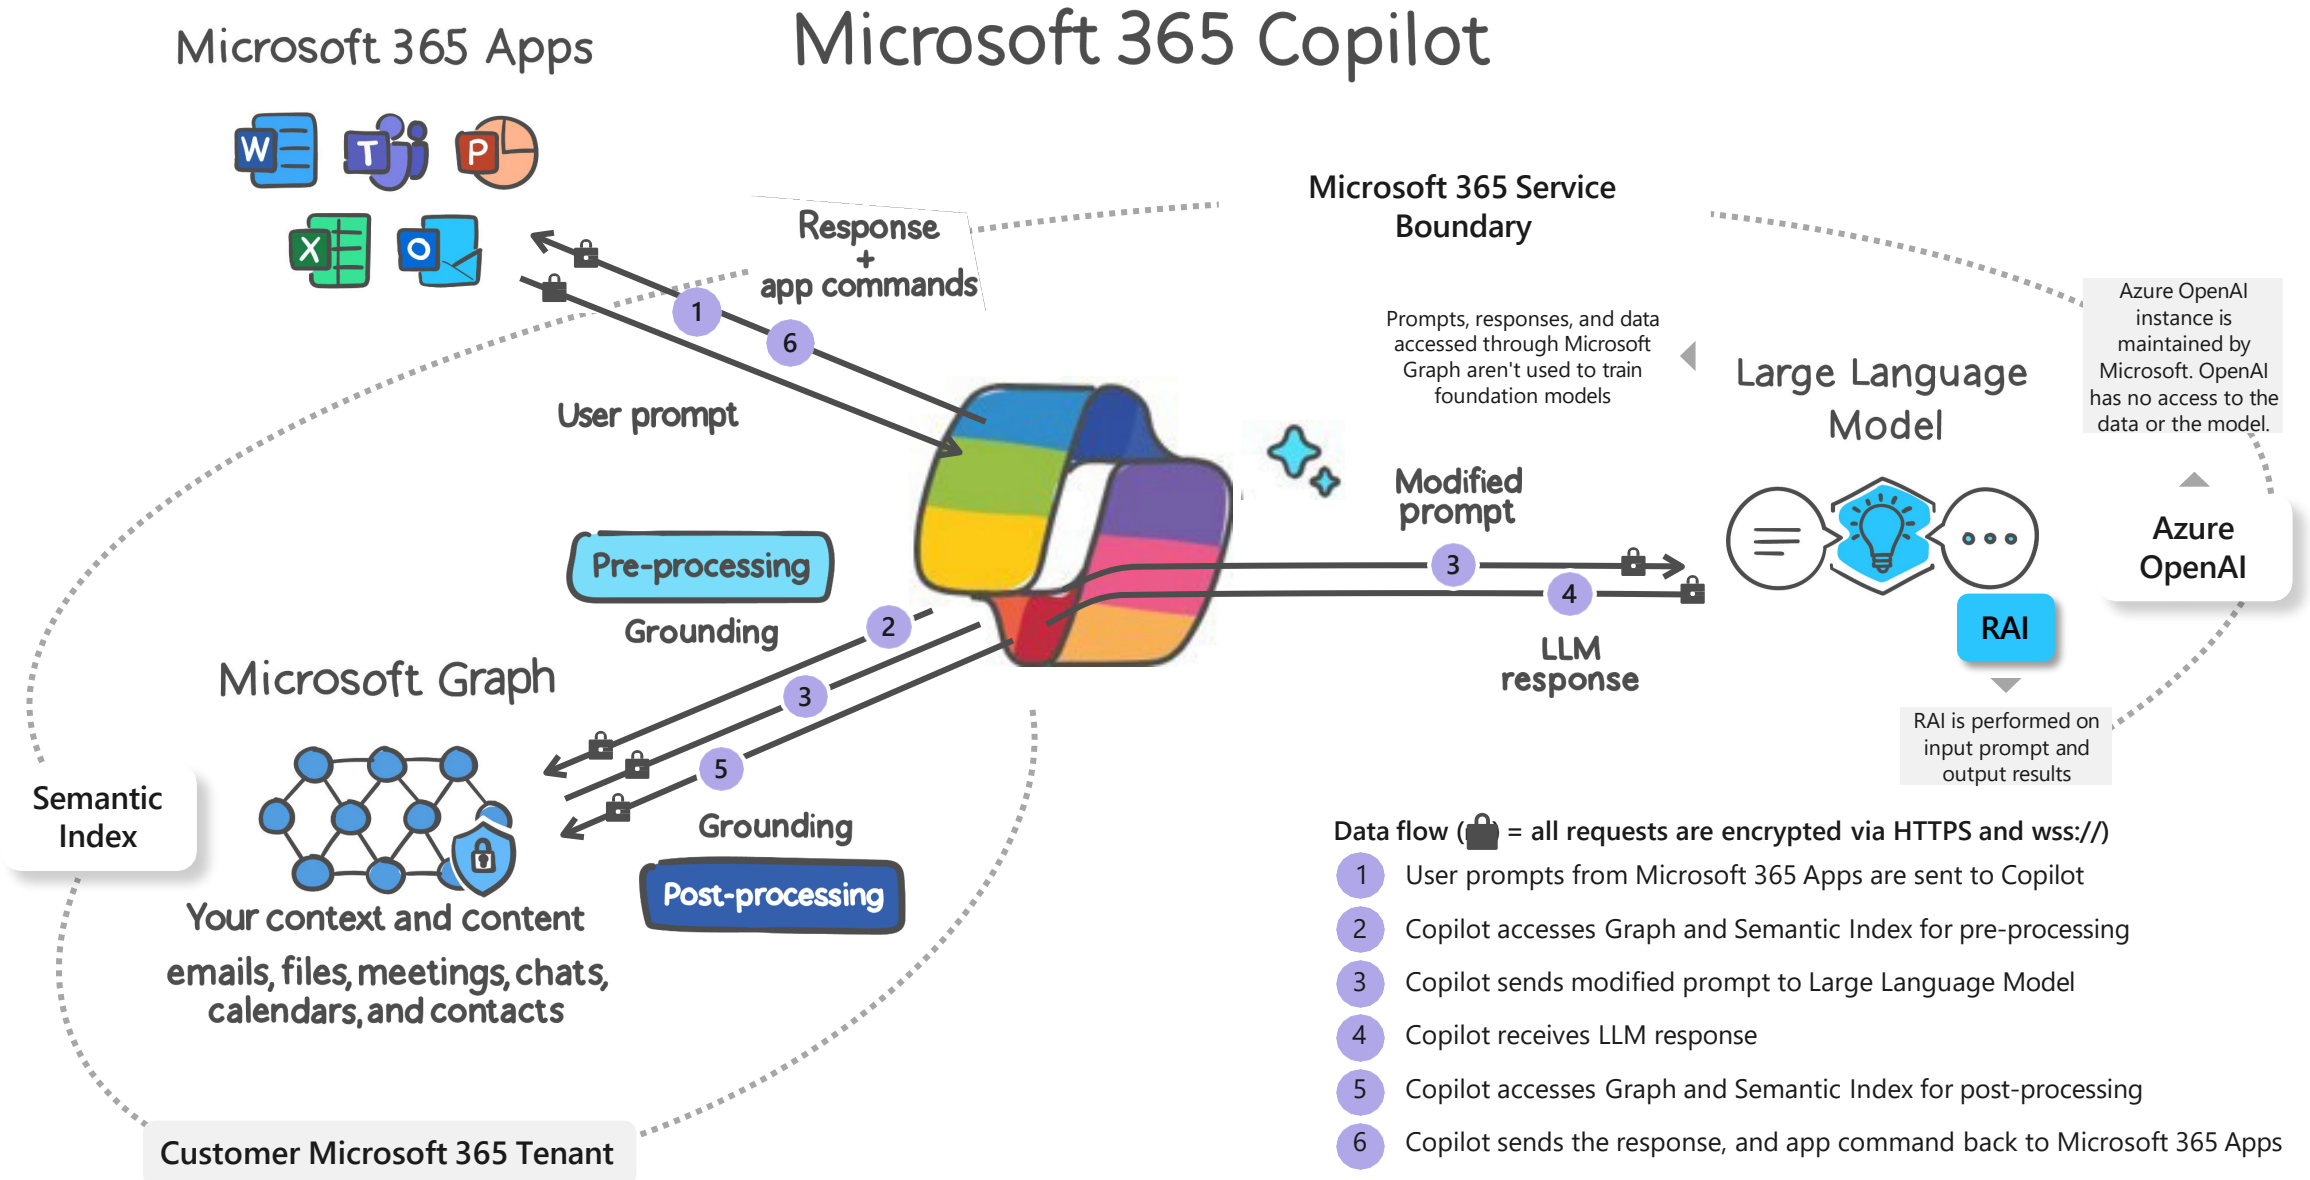 Microsoft 365 Copilot
Microsoft 365 Apps
W
T
P
X
O
Response
+
app commands
1
6
User prompt
Microsoft 365 Service
Boundary
Prompts, responses, and data
accessed through Microsoft
Graph aren't used to train
foundation models
Large Language
Model
Azure OpenAI
instance is
maintained by
Microsoft. OpenAI
has no access to the
data or the model.
Modified
prompt
3
4
LLM
response
Azure
OpenAI
RAI
RAI is performed on
input prompt and
output results
Pre-processing
Grounding
2
3
5
Microsoft Graph
Grounding
Post-processing
Semantic
Index
Your context and content
emails, files, meetings, chats,
calendars, and contacts
Customer Microsoft 365 Tenant
Data flow ( ) = all requests are encrypted via HTTPS and wss://)
1 User prompts from Microsoft 365 Apps are sent to Copilot
2 Copilot accesses Graph and Semantic Index for pre-processing
3 Copilot sends modified prompt to Large Language Model
4 Copilot receives LLM response
5 Copilot accesses Graph and Semantic Index for post-processing
6 Copilot sends the response, and app command back to Microsoft 365 Apps